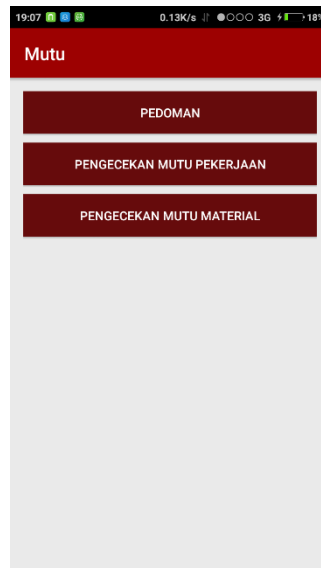 19:07 0.13K/s 3G 18%
Mutu
PEDOMAN
PENGECEKAN MUTU PEKERJAAN
PENGECEKAN MUTU MATERIAL